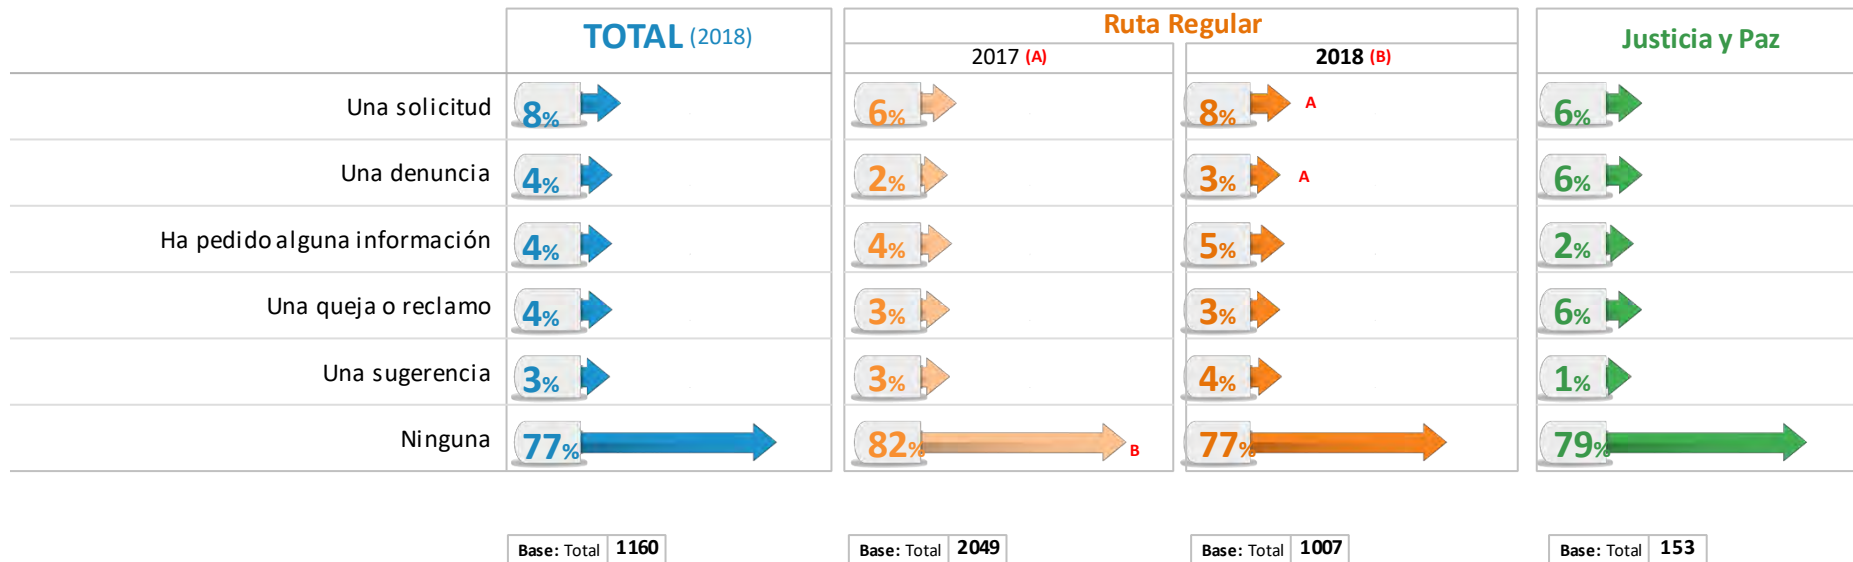 TOTAL (2018)
Ruta Regular
Justicia y Paz
2017 (A)
2018 (B)
Una solicitud 8% 6% 8% A 6%
Una denuncia 4% 2% 3% A 6%
Ha pedido alguna información 4% 4% 5% 2%
Una queja o reclamo 4% 3% 3% 6%
Una sugerencia 3% 3% 4% 1%
Ninguna 77% 82% B 77% 79%
Base: Total 1160 Base: Total 2049 Base: Total 1007 Base: Total 153